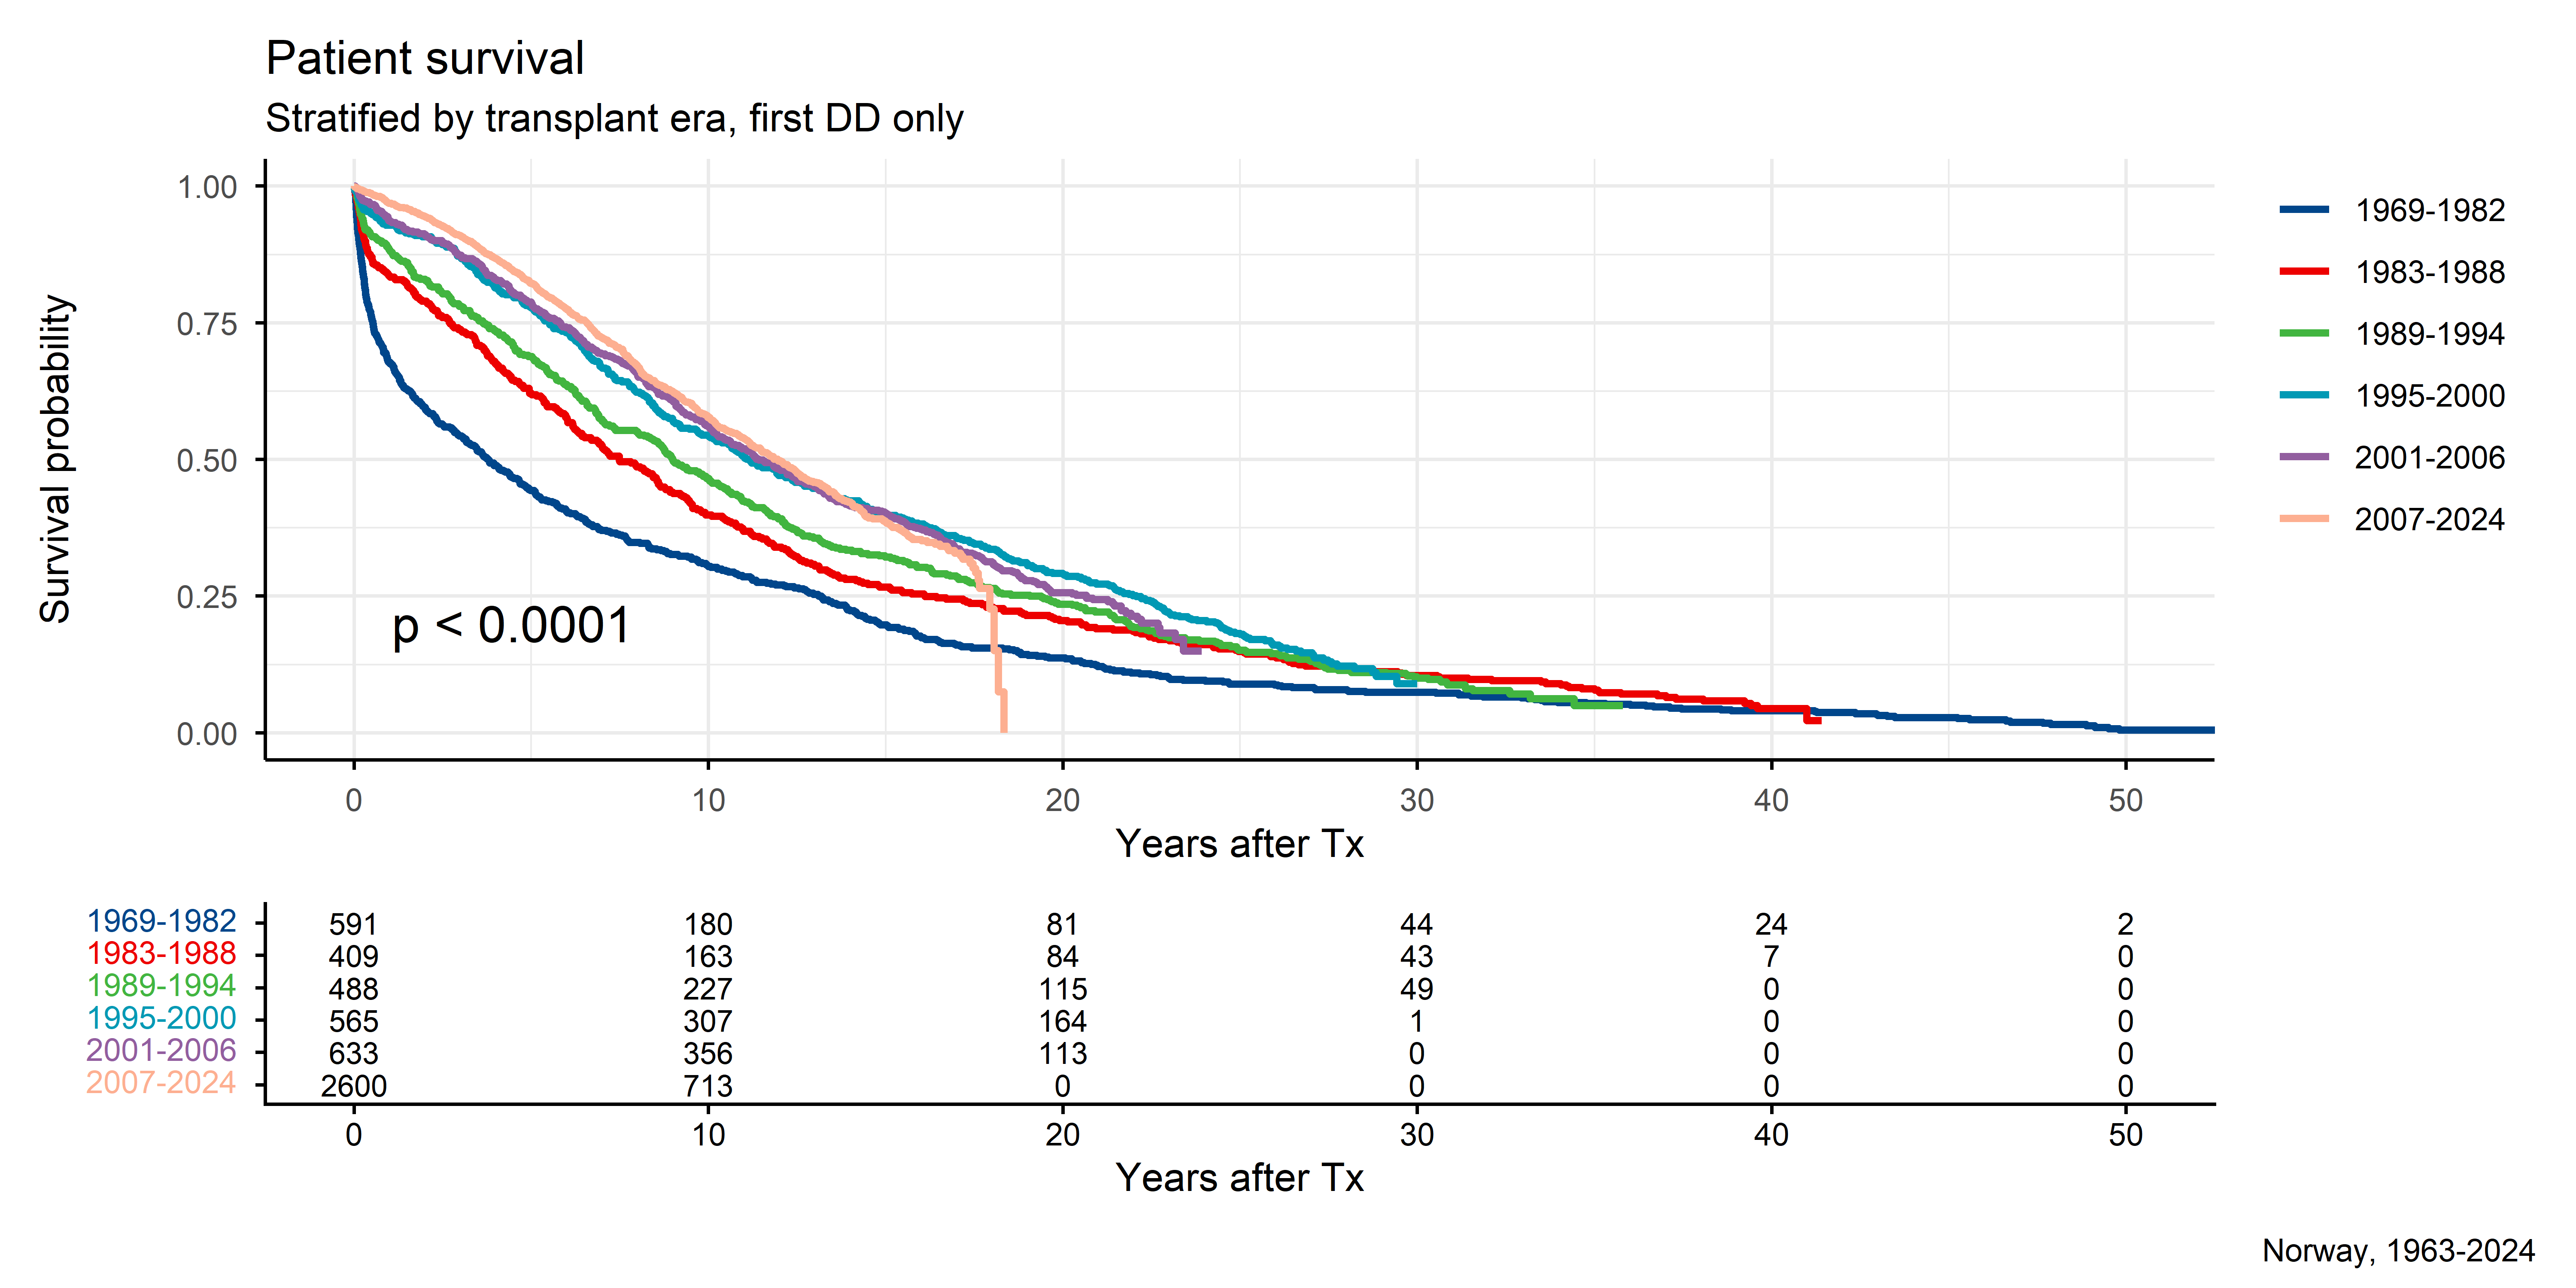 Patient survival
Stratified by transplant era, first DD only
Survival probability
1.00
0.75
0.50
0.25
0.00
p < 0.0001
0 10 20 30 40 50
Years after Tx
1969-1982
1983-1988
1989-1994
1995-2000
2001-2006
2007-2024
1969-1982 591 180 81 44 24 2
1983-1988 409 163 84 43 7 0
1989-1994 488 227 115 49 0 0
1995-2000 565 307 164 1 0 0
2001-2006 633 356 113 0 0 0
2007-2024 2600 713 0 0 0 0
0 10 20 30 40 50
Years after Tx
Norway, 1963-2024